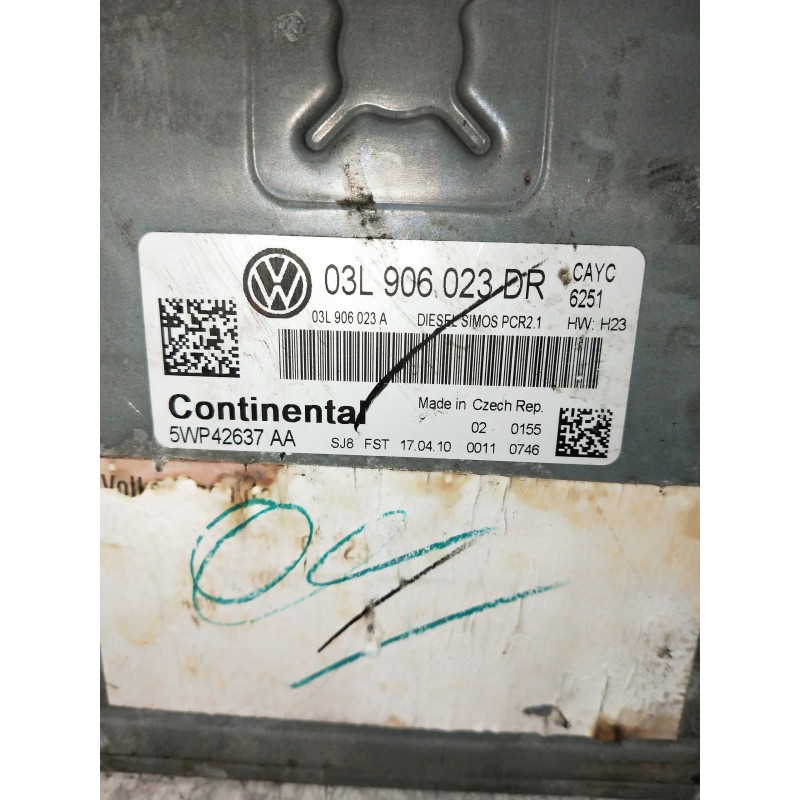 VW
03L 906 023 DR
CAYC
6251
03L 906 023 A DIESEL SIMOS PCR2.1 HW: H23
Continental
Made in Czech Rep.
02 0155
5WP42637 AA SJ8 FST 17.04.10 0011 0746